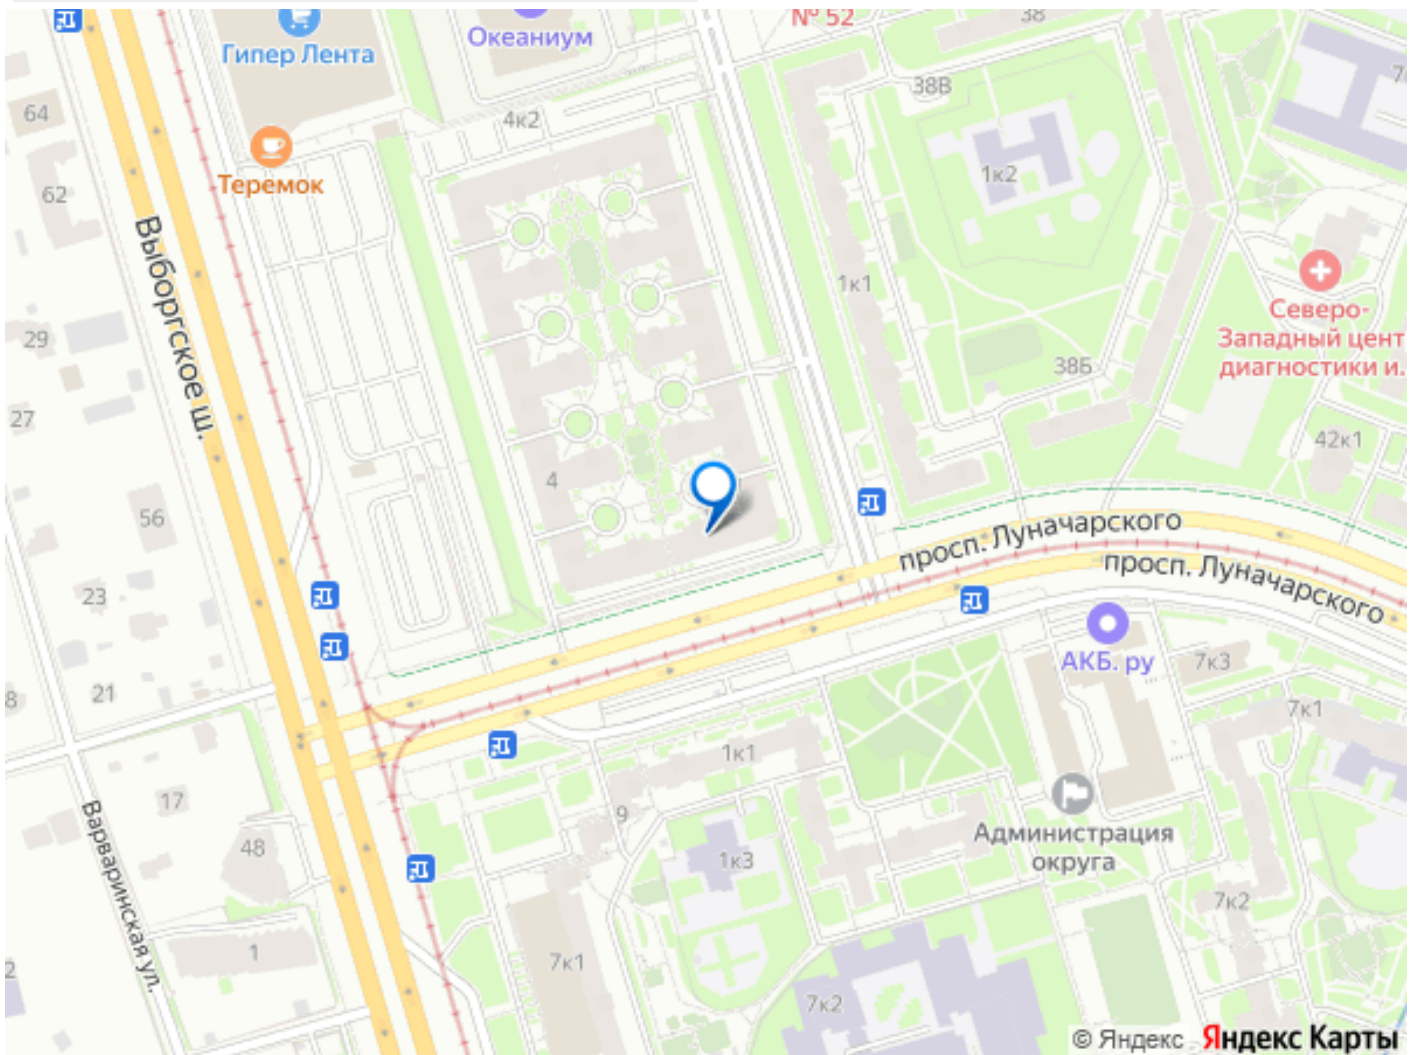 № 52
38
Гипер Лента
Океаниум
38В
64
4к2
Теремок
1к2
62
Выборгское ш.
1к1
Северо-
Западный цент
диагностики и.
29
38Б
27
42к1
4
56
просп. Луначарского
просп. Луначарского
23
АКБ. ру
7к3
21
7к1
1к1
17
9
Варваринская ул.
48
1к3
Администрация
округа
7к2
1
7к1
7к2
© Яндекс Яндекс Карты